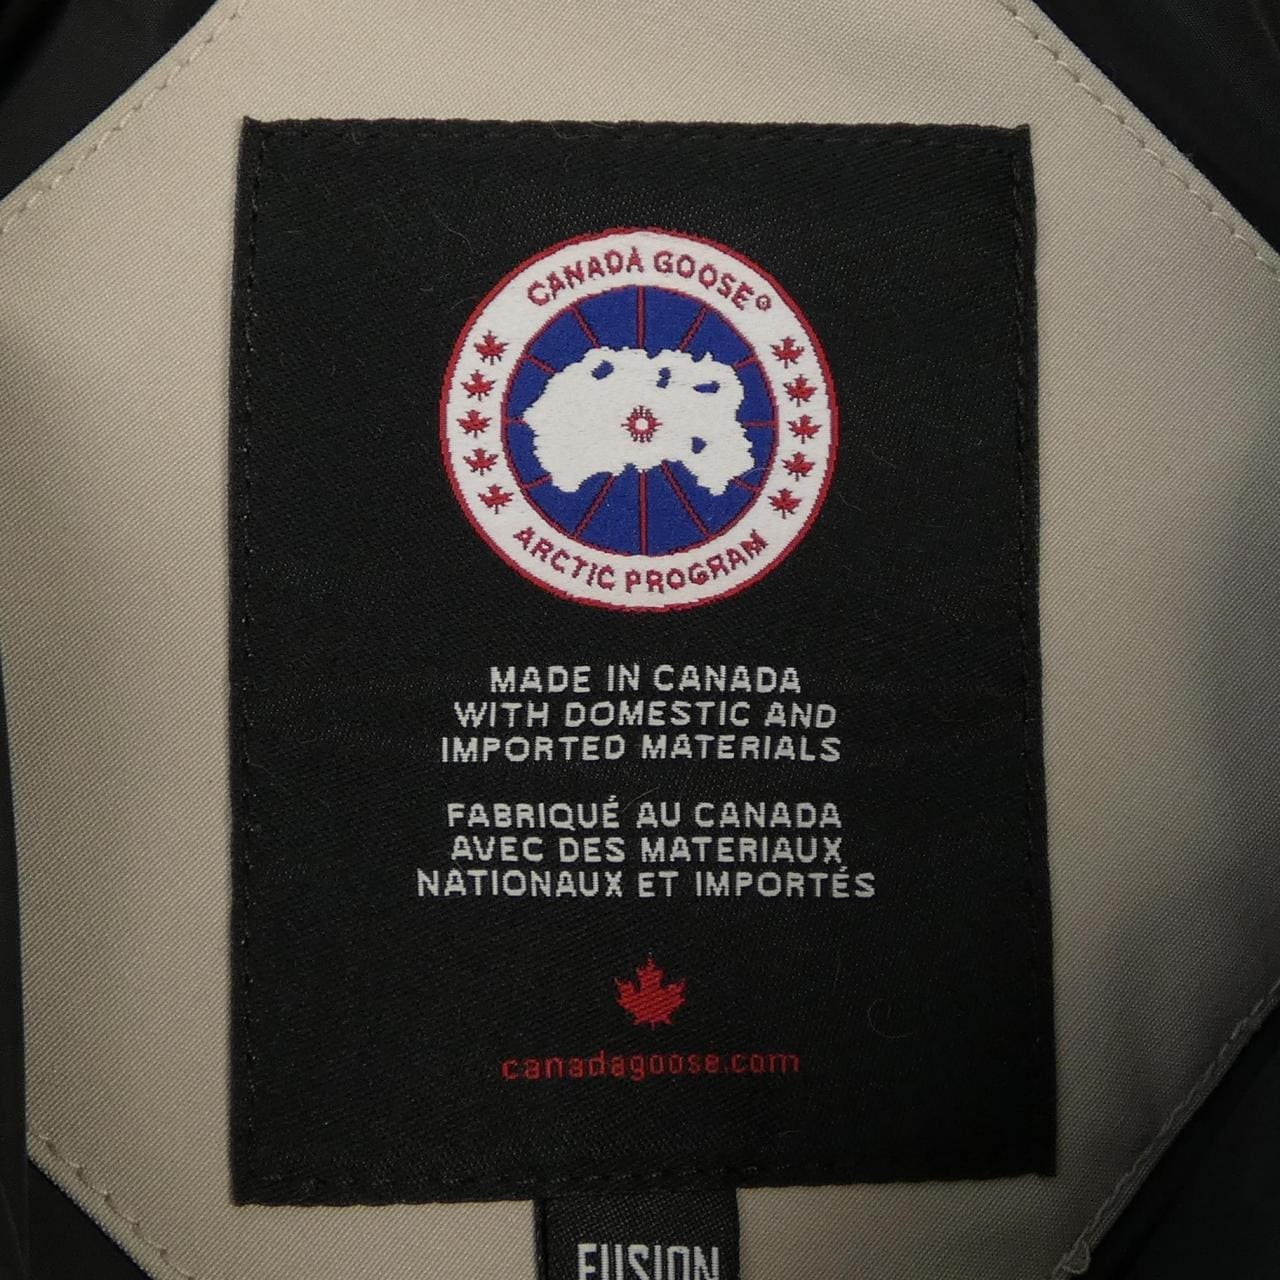 CANADA GOOSE®
ARCTIC PROGRAM
MADE IN CANADA
WITH DOMESTIC AND
IMPORTED MATERIALS
FABRIQUÉ AU CANADA
AVEC DES MATERIAUX
NATIONAUX ET IMPORTÉS
canadagoose.com
FUSION